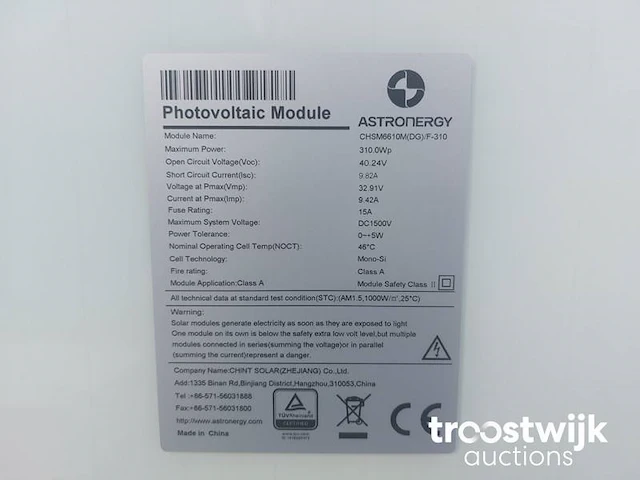 Photovoltaic Module
ASTRONERGY
Module Name: CHSM6610M(DG)/F-310
Maximum Power: 310.0Wp
Open Circuit Voltage(Voc): 40.24V
Short Circuit Current(Isc): 9.82A
Voltage at Pmax(Vmp): 32.91V
Current at Pmax(Imp): 9.42A
Fuse Rating: 15A
Maximum System Voltage: DC1500V
Power Tolerance: 0~+5W
Nominal Operating Cell Temp(NOCT): 46°C
Cell Technology: Mono-Si
Fire rating: Class A
Module Application:Class A Module Safety Class II
All technical data at standard test condition(STC):(AM1.5,1000W/㎡,25°C)
Warning:
Solar modules generate electricity as soon as they are exposed to light
One module on its own is below the safety extra low volt level,but multiple
modules connected in series(summing the voltage) or in parallel
(summing the current)represent a danger.
Company Name:CHINT SOLAR(ZHEJIANG) Co.,Ltd.
Add:1335 Binan Rd,Binjiang District,Hangzhou,310053,China
Tel:+86-571-56031888
Fax:+86-571-56031800
http://www.astronergy.com
Made in China
TÜVRheinland
CERTIFIED
CE
troostwijk
auctions